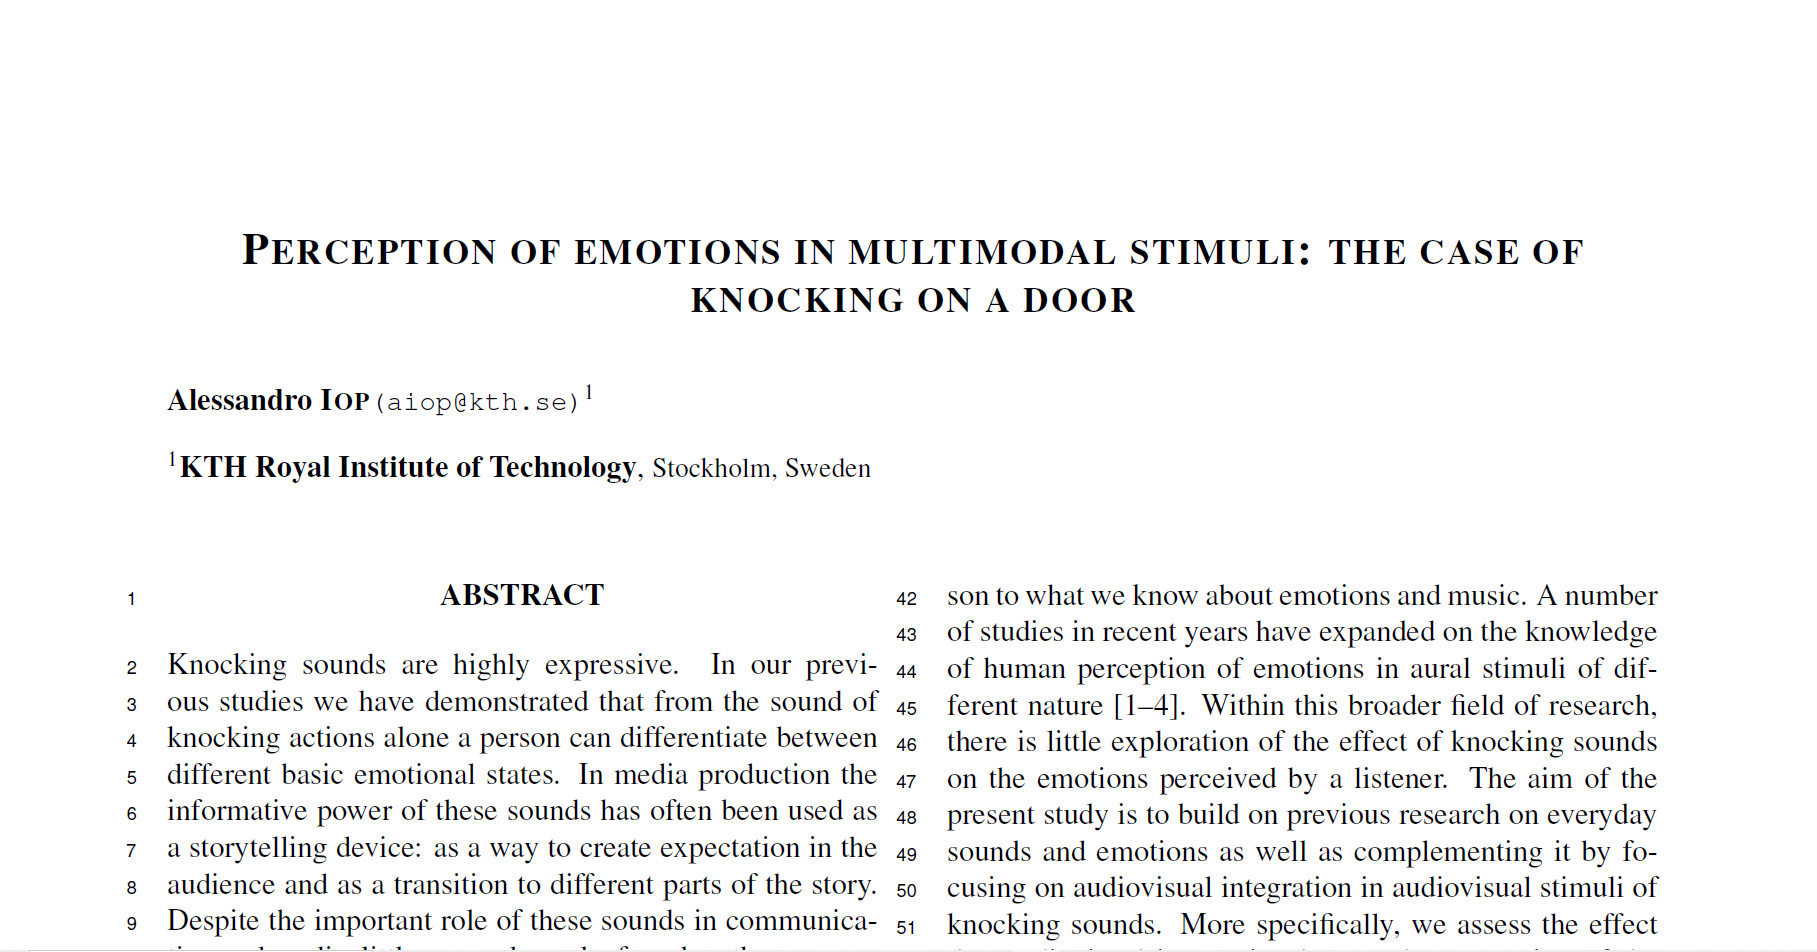 PERCEPTION OF EMOTIONS IN MULTIMODAL STIMULI: THE CASE OF
KNOCKING ON A DOOR
Alessandro IOP (aiop@kth.se)1
1KTH Royal Institute of Technology, Stockholm, Sweden
1 ABSTRACT
2 Knocking sounds are highly expressive. In our previ-
3 ous studies we have demonstrated that from the sound of
4 knocking actions alone a person can differentiate between
5 different basic emotional states. In media production the
6 informative power of these sounds has often been used as
7 a storytelling device: as a way to create expectation in the
8 audience and as a transition to different parts of the story.
9 Despite the important role of these sounds in communica-
42 son to what we know about emotions and music. A number
43 of studies in recent years have expanded on the knowledge
44 of human perception of emotions in aural stimuli of dif-
45 ferent nature [1–4]. Within this broader field of research,
46 there is little exploration of the effect of knocking sounds
47 on the emotions perceived by a listener. The aim of the
48 present study is to build on previous research on everyday
49 sounds and emotions as well as complementing it by fo-
50 cusing on audiovisual integration in audiovisual stimuli of
51 knocking sounds. More specifically, we assess the effect